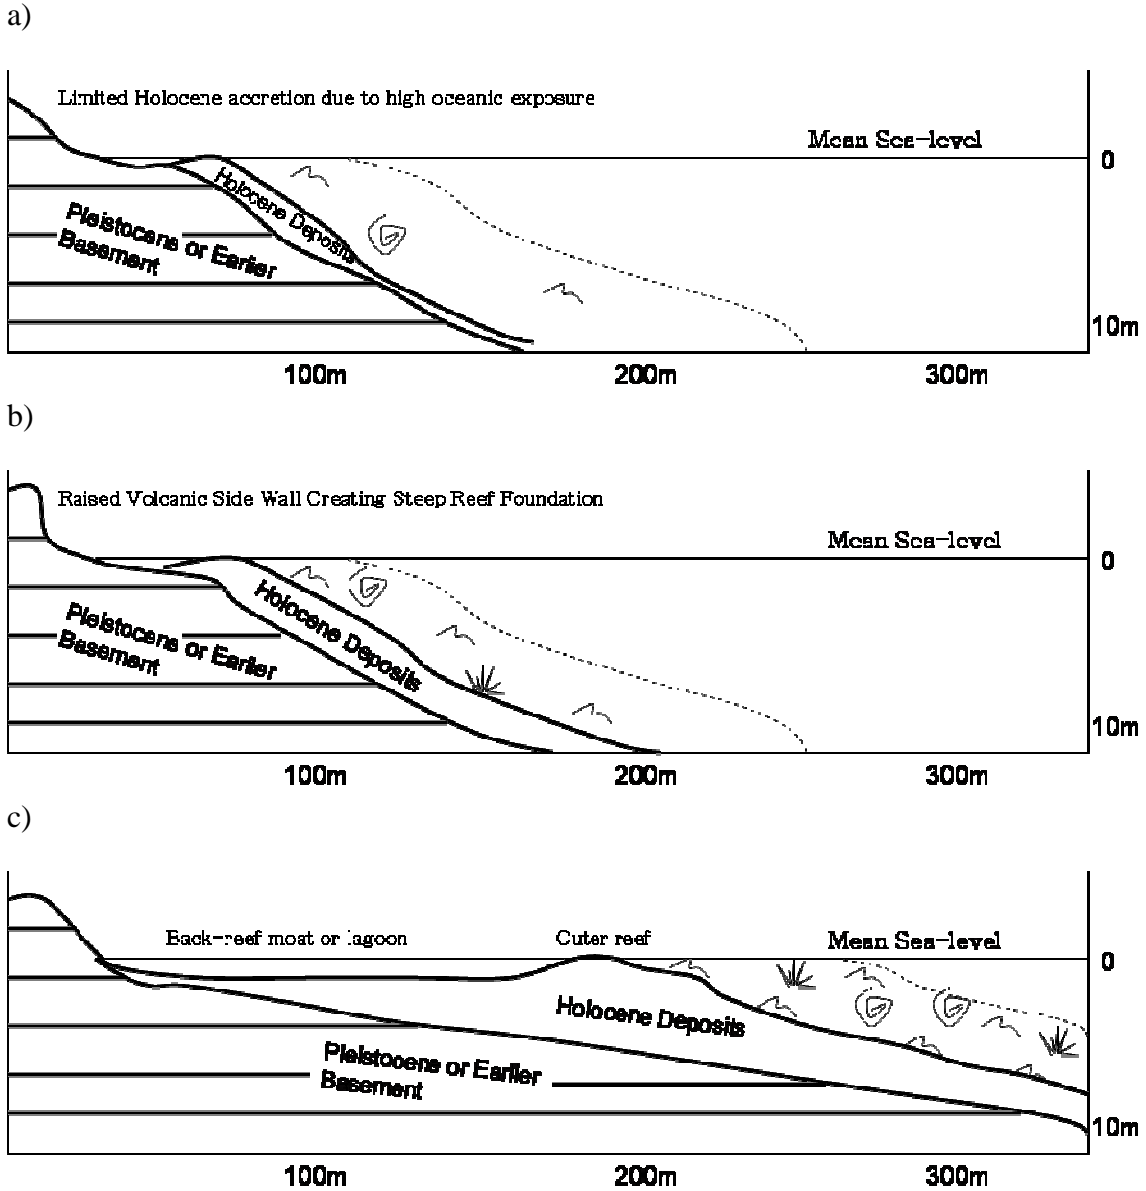 a)
Limited Holocene accretion due to high oceanic exposure
Mean Sea-level
0
Holocene Deposits
Pleistocene or Earlier
Basement
10m
100m 200m 300m
b)
Raised Volcanic Side Wall Creating Steep Reef Foundation
Mean Sea-level
0
Holocene Deposits
Pleistocene or Earlier
Basement
10m
100m 200m 300m
c)
Back-reef moat or lagoon
Outer reef
Mean Sea-level
0
Holocene Deposits
Pleistocene or Earlier
Basement
10m
100m 200m 300m